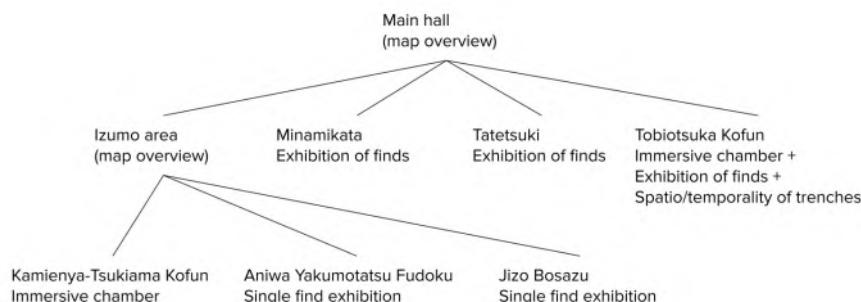 Main hall
(map overview)
Izumo area
(map overview)
Minamikata
Exhibition of finds
Tatetsuki
Exhibition of finds
Tobiotsuka Kofun
Immersive chamber +
Exhibition of finds +
Spatio/temporality of trenches
Kamienya-Tsukiama Kofun
Immersive chamber
Aniwa Yakumotatsu Fudoku
Single find exhibition
Jizo Bosazu
Single find exhibition